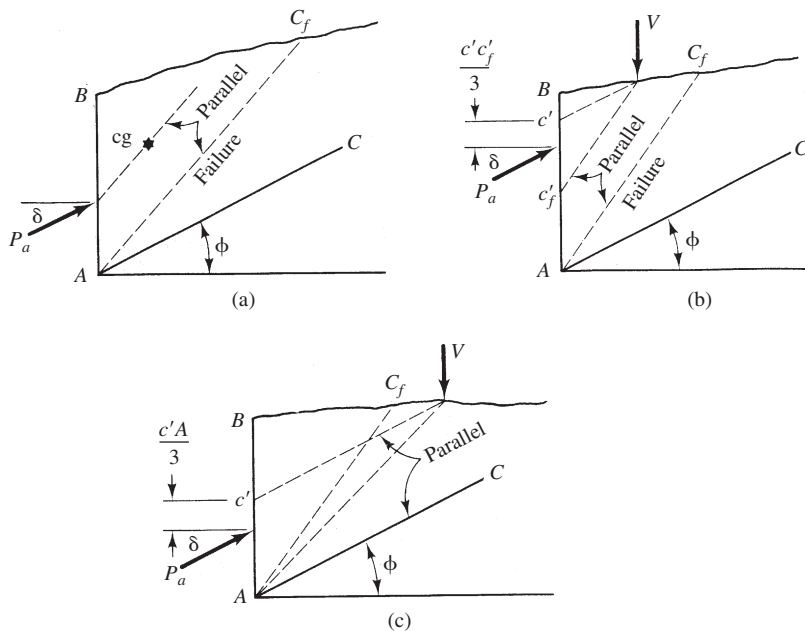 C_f
B
cg
Parallel
Failure
C
δ
P_a
ϕ
A
(a)
V
C_f
c′c′_f
3
B
c′
Parallel
C
δ
P_a
c′_f
Failure
ϕ
A
(b)
V
C_f
B
c′A
3
Parallel
C
c′
δ
P_a
ϕ
A
(c)